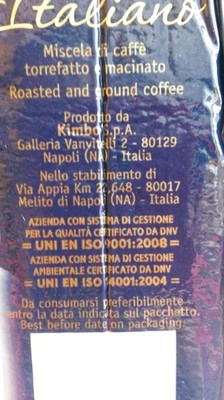 Italiano
Miscela di caffè
torrefatto e macinato
Roasted and ground coffee
Prodotto da
Kimbo S.p.A.
Galleria Vanvitelli 2 - 80129
Napoli (NA) - Italia
Nello stabilimento di
Via Appia Km 22,648 - 80017
Melito di Napoli (NA) - Italia
AZIENDA CON SISTEMA DI GESTIONE
PER LA QUALITÀ CERTIFICATO DA DNV
= UNI EN ISO 9001:2008 =
AZIENDA CON SISTEMA DI GESTIONE
AMBIENTALE CERTIFICATO DA DNV
= UNI EN ISO 14001:2004 =
Da consumarsi preferibilmente
entro la data indicata sul pacchetto.
Best before date on packaging.